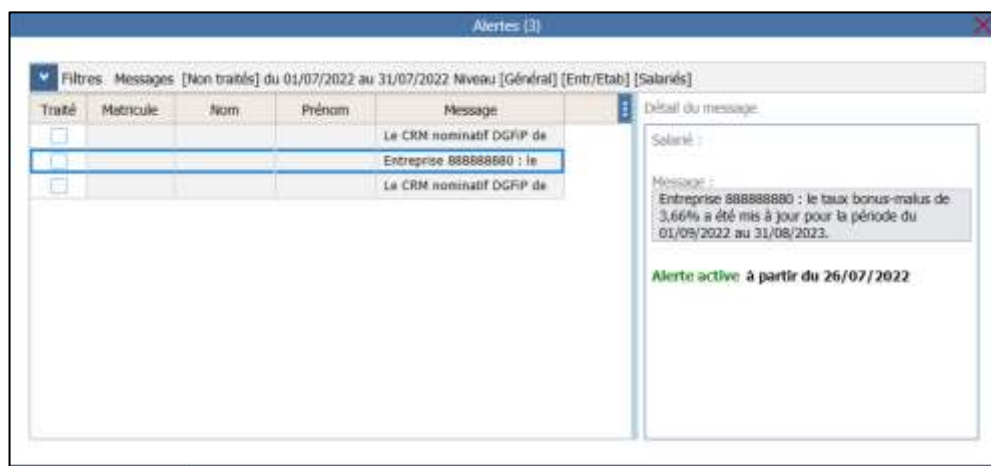 Alertes (3)
Filtres Messages [Non traités] du 01/07/2022 au 31/07/2022 Niveau [Général] [Entr/Etab] [Salariés]
Traité Matricule Nom Prénom Message
Le CRM nominatif DGFiP de
Entreprise 888888880 : le
Le CRM nominatif DGFiP de
Détail du message
Salarié :
Message :
Entreprise 888888880 : le taux bonus-malus de
3,66% a été mis à jour pour la période du
01/09/2022 au 31/08/2023.
Alerte active à partir du 26/07/2022